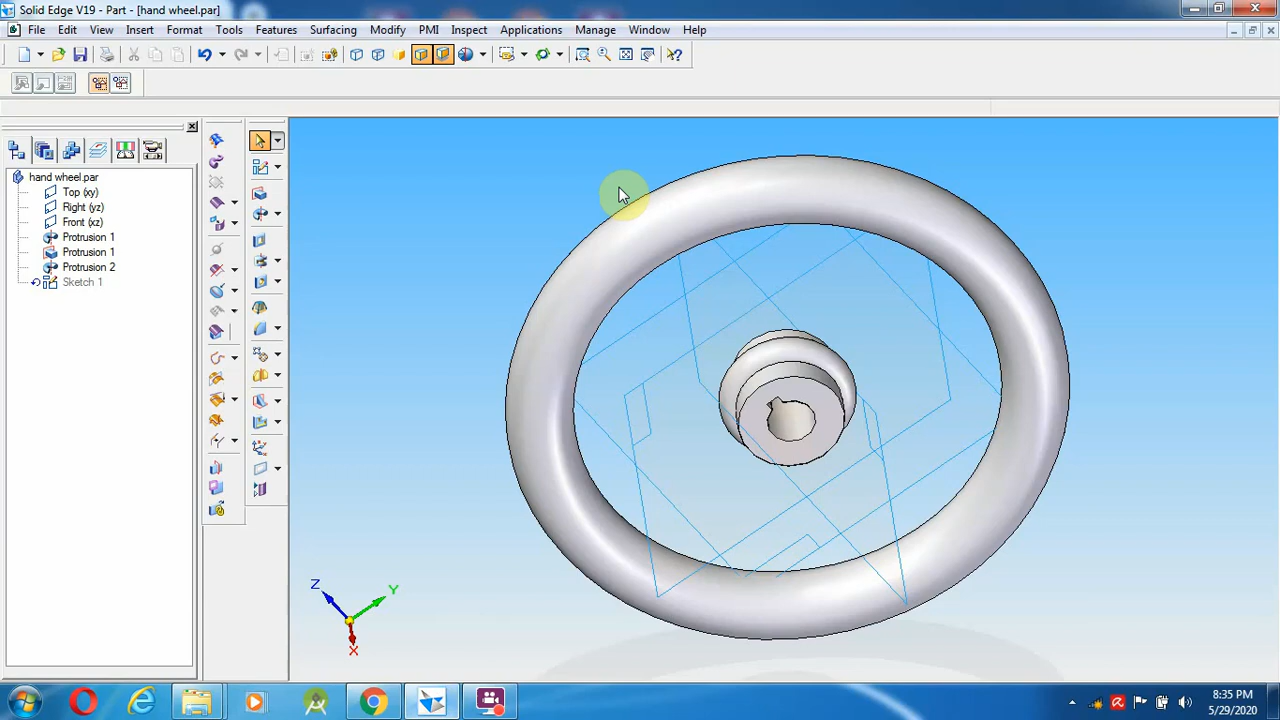 Solid Edge V19 - Part - [hand wheel.par]
File Edit View Insert Format Tools Features Surfacing Modify PMI Inspect Applications Manage Window Help
hand wheel.par
Top (xy)
Right (yz)
Front (xz)
Protrusion 1
Protrusion 1
Protrusion 2
Sketch 1
Z
Y
X
8:35 PM
5/29/2020